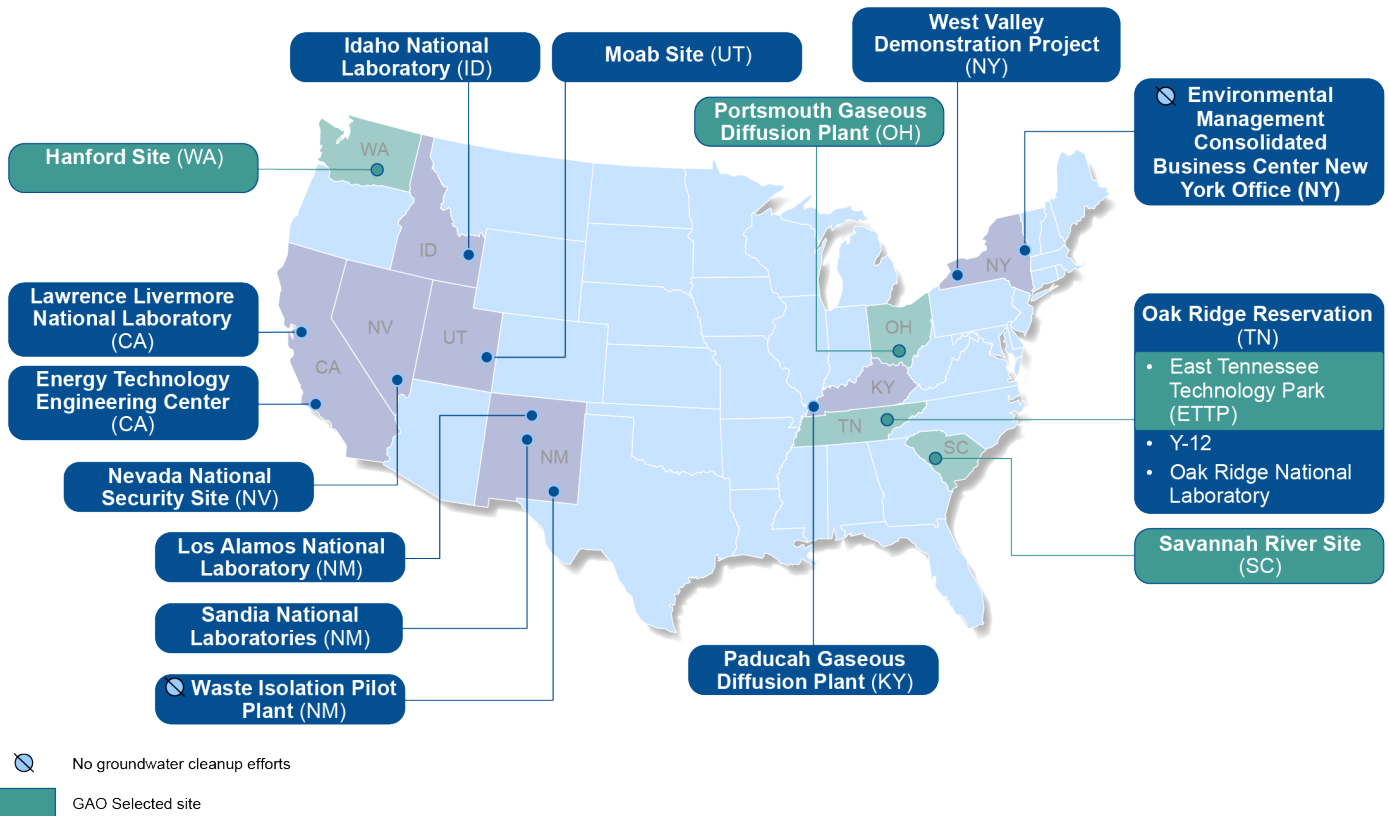 West Valley
Demonstration Project
(NY)
Idaho National
Laboratory (ID)
Moab Site (UT)
Environmental
Management
Consolidated
Business Center New
York Office (NY)
Portsmouth Gaseous
Diffusion Plant (OH)
Hanford Site (WA)
WA
ID
NY
Lawrence Livermore
National Laboratory
(CA)
NV
UT
CA
OH
KY
TN
SC
NM
Oak Ridge Reservation
(TN)
• East Tennessee
Technology Park
(ETTP)
• Y-12
• Oak Ridge National
Laboratory
Energy Technology
Engineering Center
(CA)
Nevada National
Security Site (NV)
Los Alamos National
Laboratory (NM)
Savannah River Site
(SC)
Sandia National
Laboratories (NM)
Paducah Gaseous
Diffusion Plant (KY)
Waste Isolation Pilot
Plant (NM)
No groundwater cleanup efforts
GAO Selected site